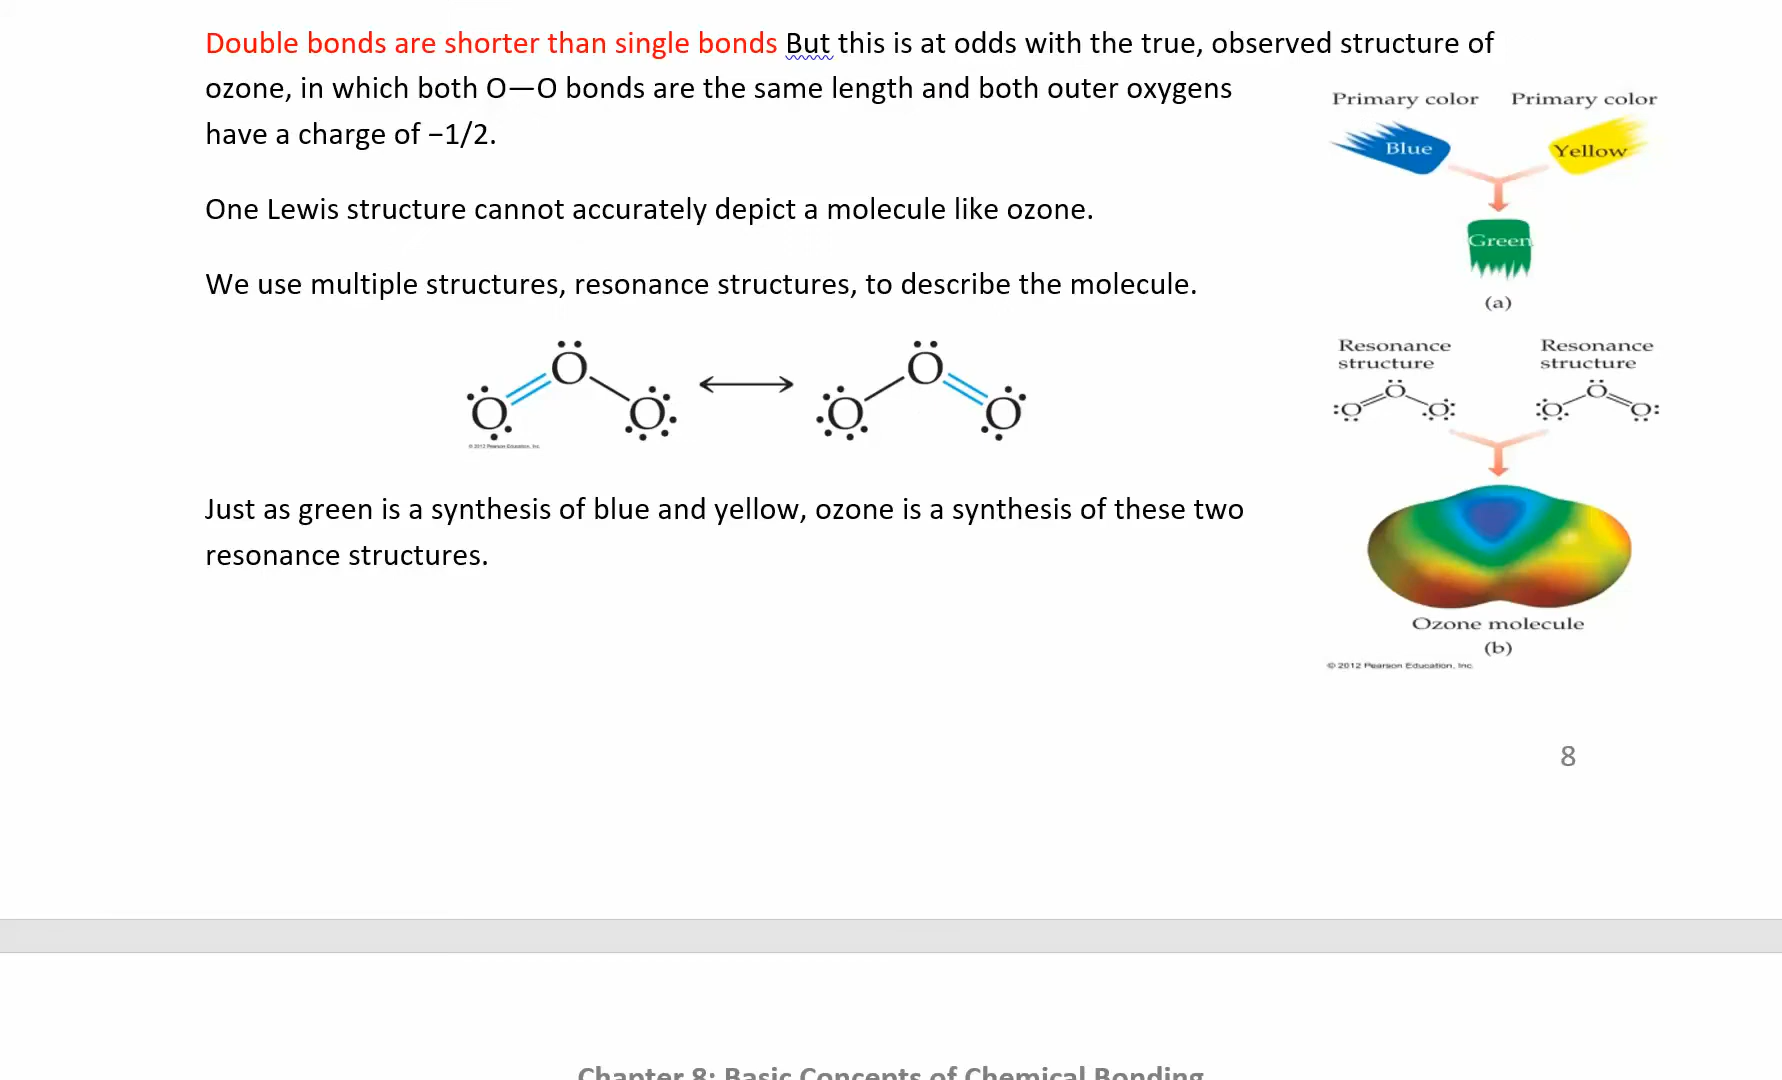 Double bonds are shorter than single bonds But this is at odds with the true, observed structure of
ozone, in which both O—O bonds are the same length and both outer oxygens
have a charge of −1/2.
One Lewis structure cannot accurately depict a molecule like ozone.
We use multiple structures, resonance structures, to describe the molecule.
O O O O O O
© 2012 Pearson Education, Inc.
Just as green is a synthesis of blue and yellow, ozone is a synthesis of these two
resonance structures.
Primary color Primary color
Blue Yellow
Green
(a)
Resonance structure
Resonance structure
O O O O O O
Ozone molecule
(b)
© 2012 Pearson Education, Inc.
8
Chapter 8: Basic Concepts of Chemical Bonding